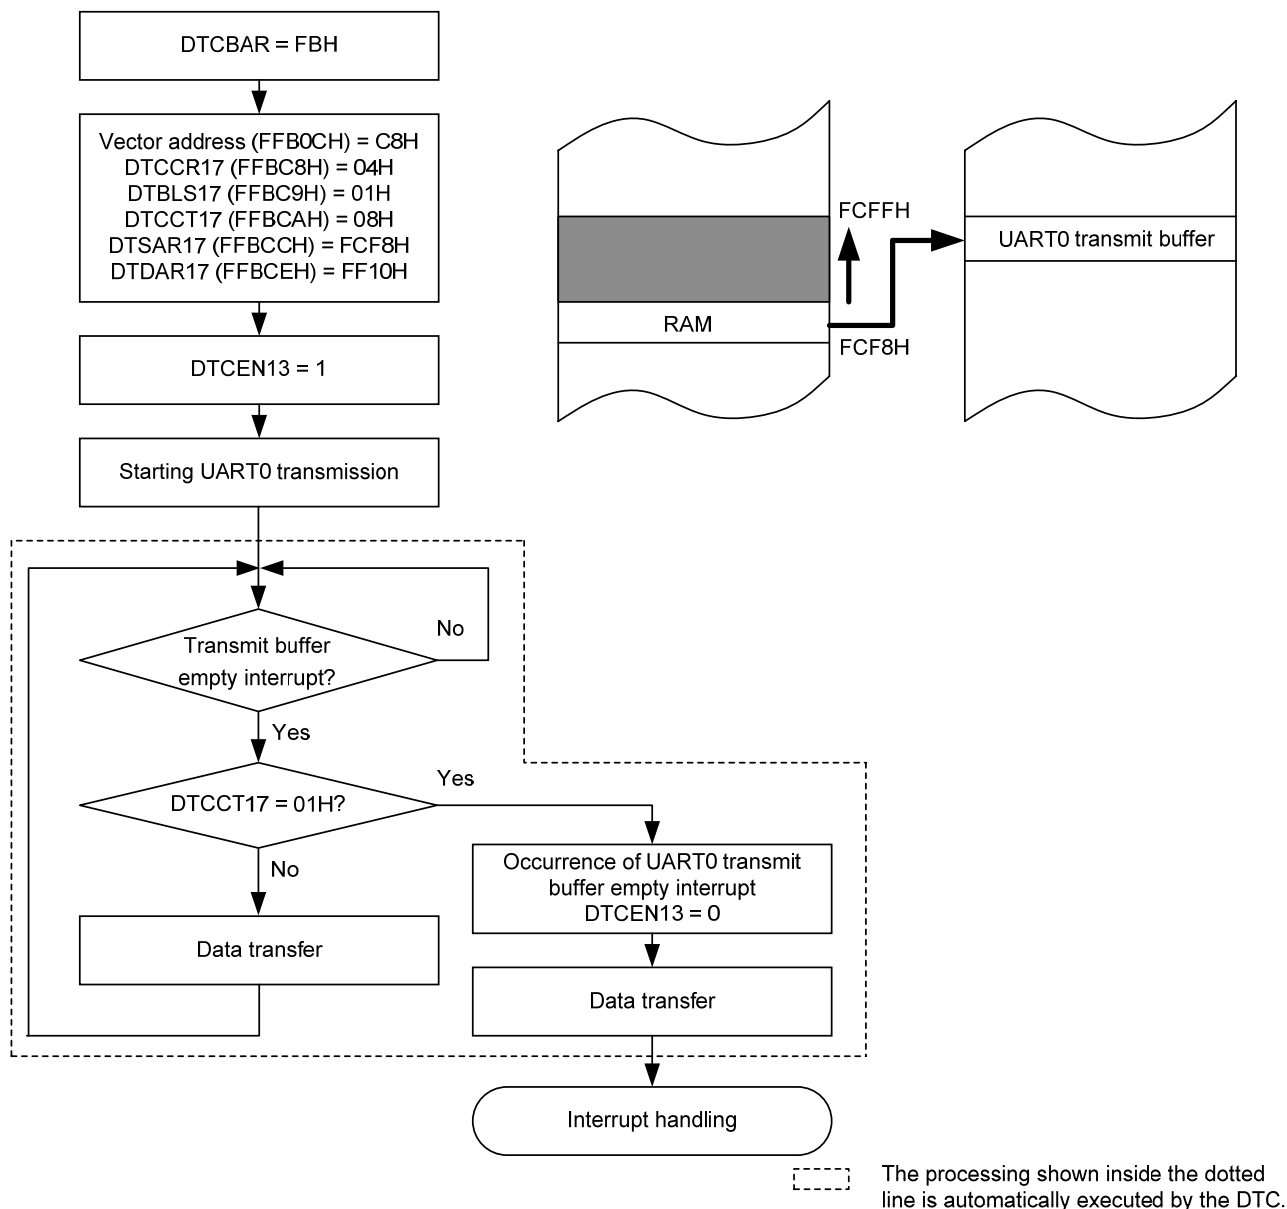 DTCBAR = FBH
Vector address (FFB0CH) = C8H
DTCCR17 (FFBC8H) = 04H
DTBLS17 (FFBC9H) = 01H
DTCCT17 (FFBCAH) = 08H
DTSAR17 (FFBCCH) = FCF8H
DTDAR17 (FFBCEH) = FF10H
DTCEN13 = 1
Starting UART0 transmission
FCFFH
RAM
FCF8H
UART0 transmit buffer
Transmit buffer
empty interrupt?
No
Yes
DTCCT17 = 01H?
Yes
No
Data transfer
Occurrence of UART0 transmit
buffer empty interrupt
DTCEN13 = 0
Data transfer
Interrupt handling
The processing shown inside the dotted
line is automatically executed by the DTC.